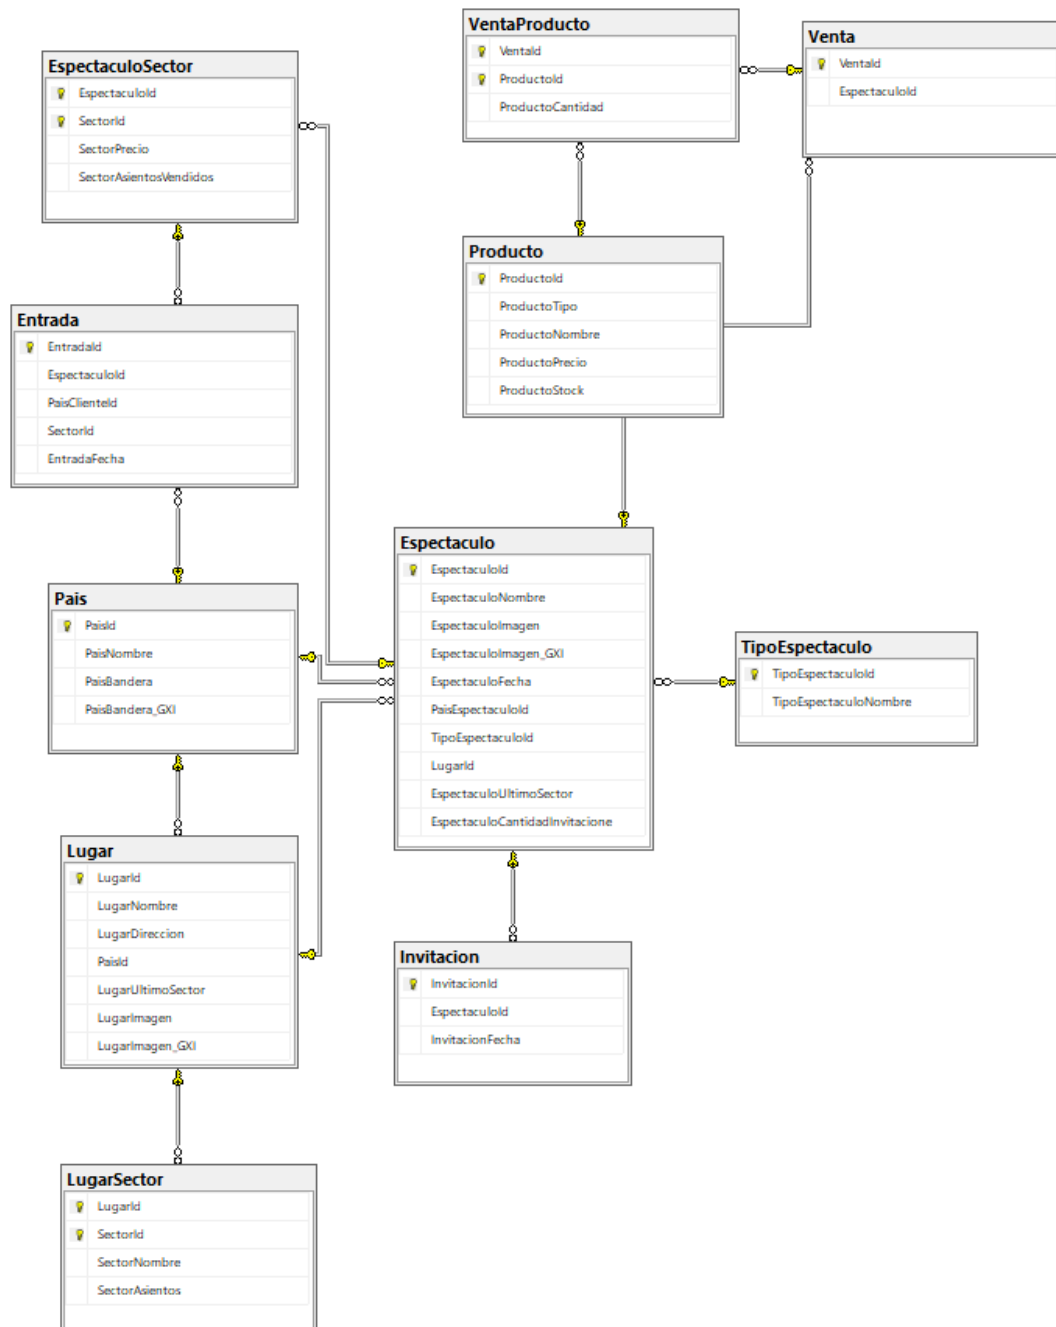 EspectaculoSector
EspectaculoId
SectorId
SectorPrecio
SectorAsientosVendidos
VentaProducto
VentaId
ProductoId
ProductoCantidad
Venta
VentaId
EspectaculoId
Producto
ProductoId
ProductoTipo
ProductoNombre
ProductoPrecio
ProductoStock
Entrada
EntradaId
EspectaculoId
PaisClienteId
SectorId
EntradaFecha
Pais
PaisId
PaisNombre
PaisBandera
PaisBandera_GXI
Espectaculo
EspectaculoId
EspectaculoNombre
EspectaculoImagen
EspectaculoImagen_GXI
EspectaculoFecha
PaisEspectaculoId
TipoEspectaculoId
LugarId
EspectaculoUltimoSector
EspectaculoCantidadInvitacione
TipoEspectaculo
TipoEspectaculoId
TipoEspectaculoNombre
Lugar
LugarId
LugarNombre
LugarDireccion
PaisId
LugarUltimoSector
LugarImagen
LugarImagen_GXI
Invitacion
InvitacionId
EspectaculoId
InvitacionFecha
LugarSector
LugarId
SectorId
SectorNombre
SectorAsientos